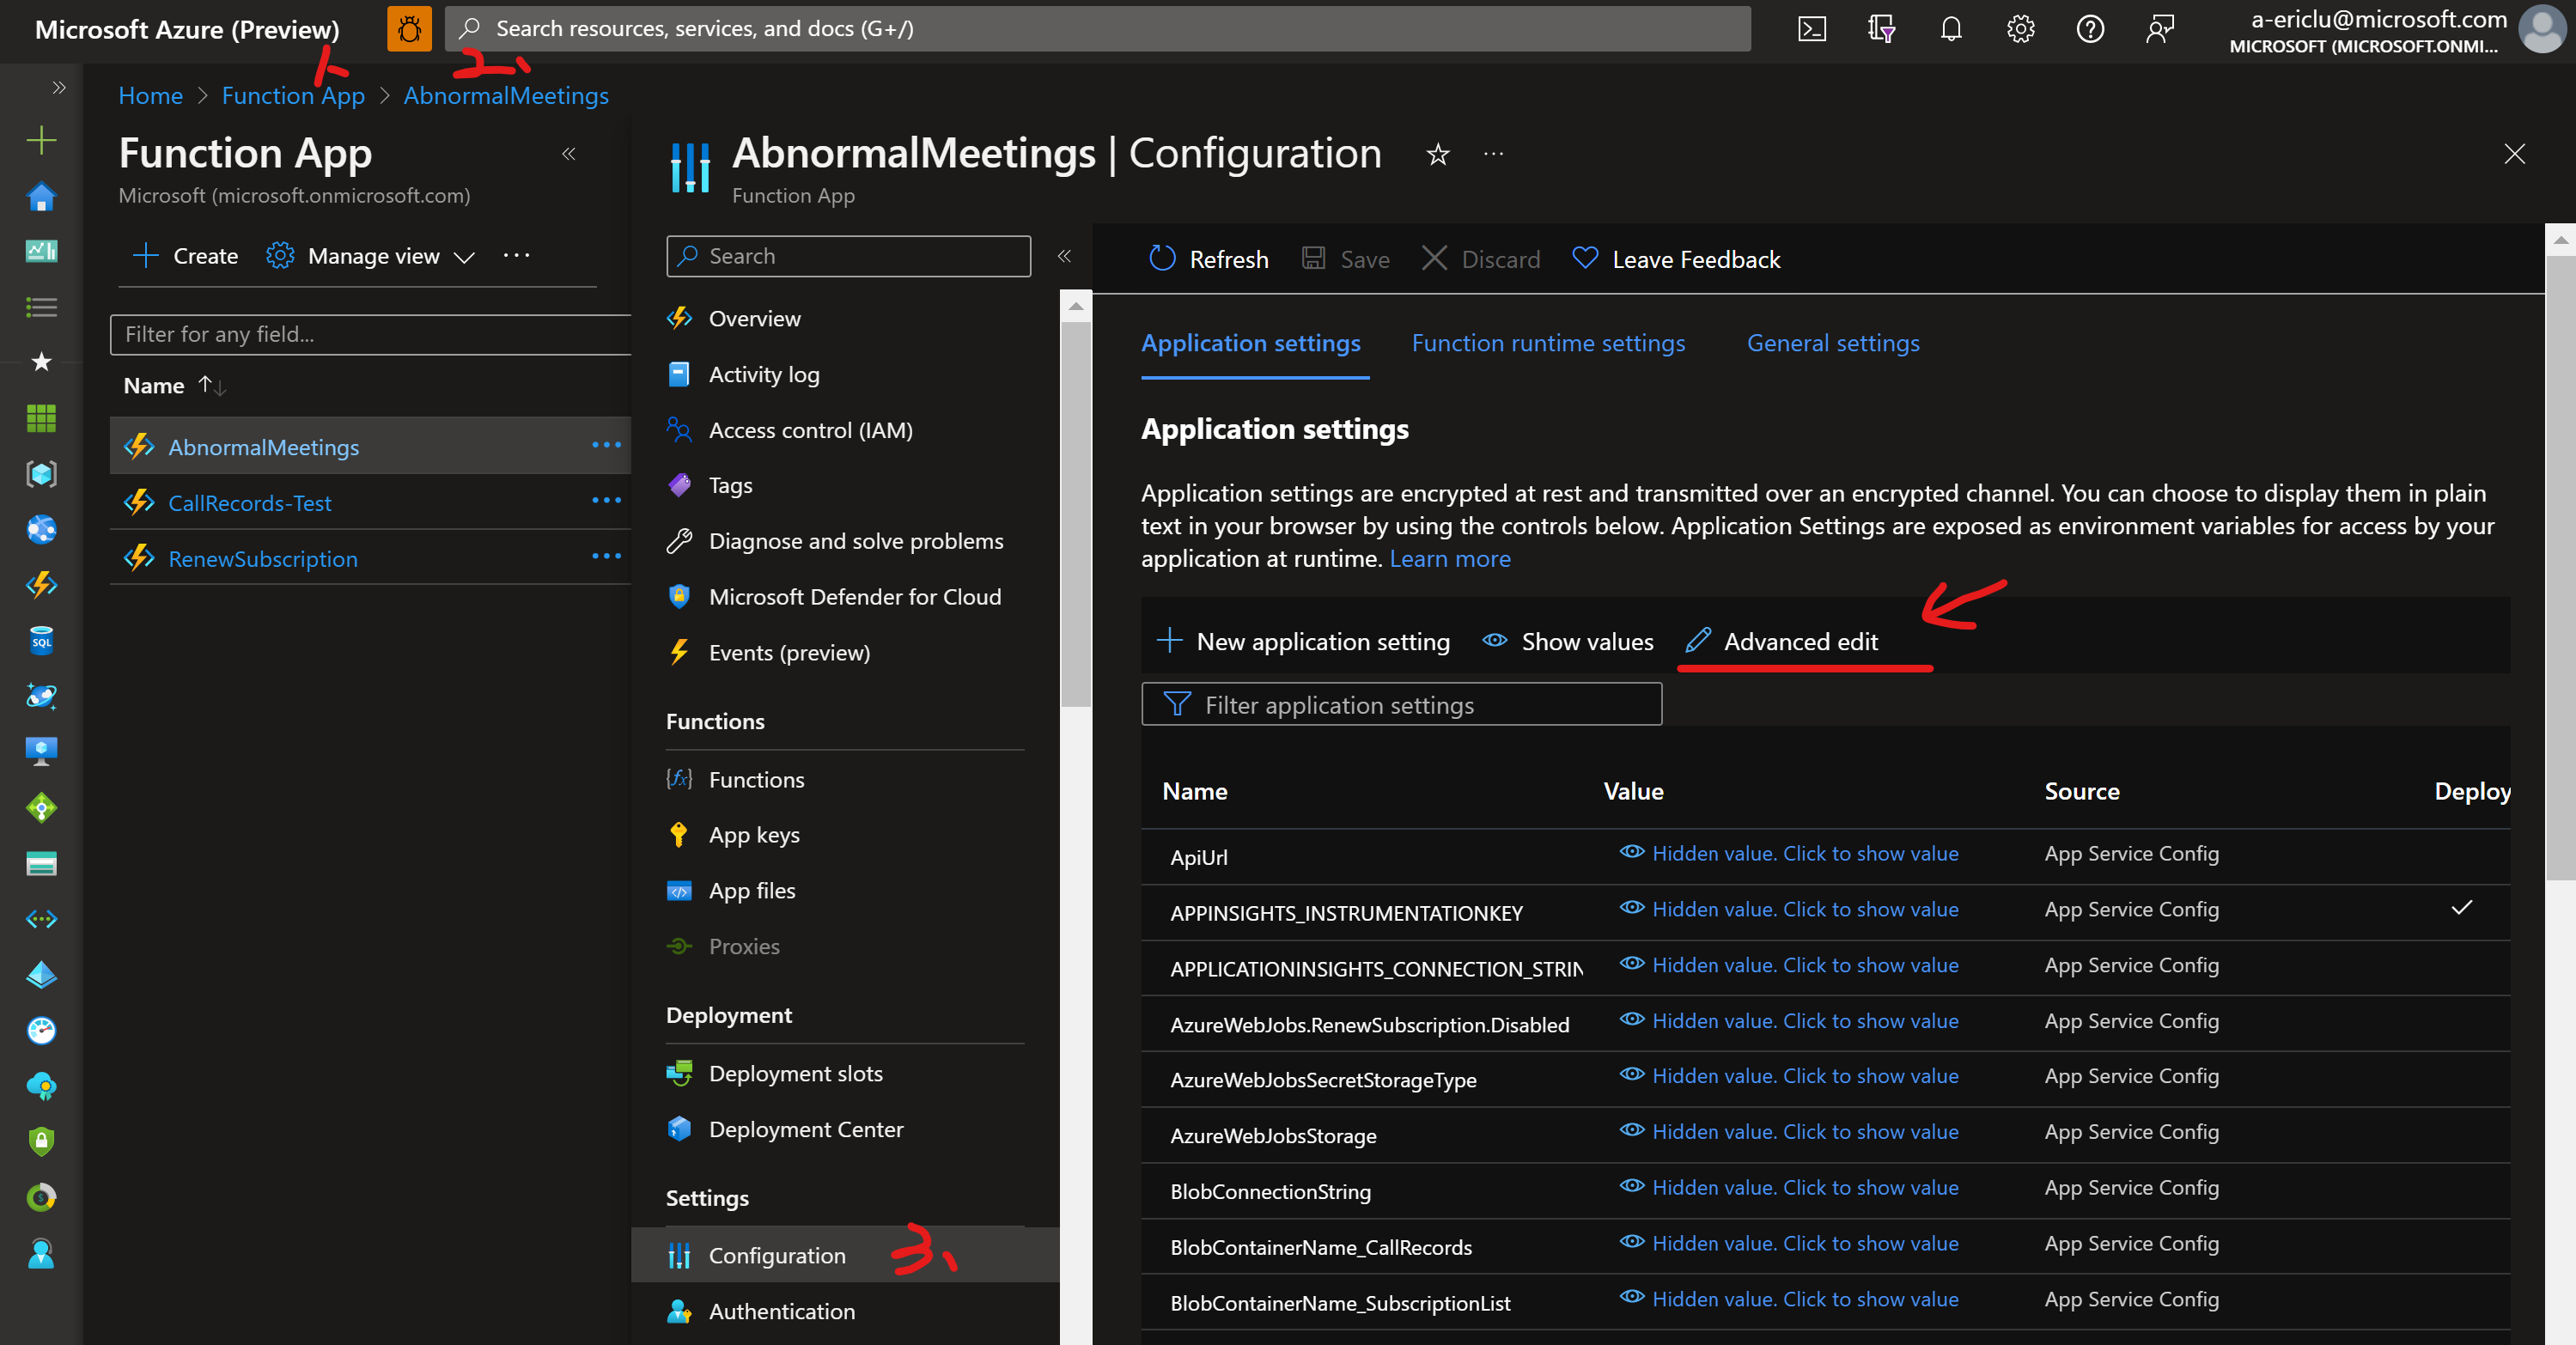 Microsoft Azure (Preview)
Search resources, services, and docs (G+/)
a-ericlu@microsoft.com
MICROSOFT (MICROSOFT.ONMI...
1.
2.
Home > Function App > AbnormalMeetings
Function App
Microsoft (microsoft.onmicrosoft.com)
Create
Manage view
Filter for any field...
Name
AbnormalMeetings
CallRecords-Test
RenewSubscription
AbnormalMeetings | Configuration
Function App
Search
Overview
Activity log
Access control (IAM)
Tags
Diagnose and solve problems
Microsoft Defender for Cloud
Events (preview)
Functions
Functions
App keys
App files
Proxies
Deployment
Deployment slots
Deployment Center
Settings
Configuration 3.
Authentication
Refresh Save Discard Leave Feedback
Application settings Function runtime settings General settings
Application settings
Application settings are encrypted at rest and transmitted over an encrypted channel. You can choose to display them in plain
text in your browser by using the controls below. Application Settings are exposed as environment variables for access by your
application at runtime. Learn more
New application setting Show values Advanced edit
Filter application settings
Name Value Source Deploy
ApiUrl Hidden value. Click to show value App Service Config
APPINSIGHTS_INSTRUMENTATIONKEY Hidden value. Click to show value App Service Config
APPLICATIONINSIGHTS_CONNECTION_STRIN Hidden value. Click to show value App Service Config
AzureWebJobs.RenewSubscription.Disabled Hidden value. Click to show value App Service Config
AzureWebJobsSecretStorageType Hidden value. Click to show value App Service Config
AzureWebJobsStorage Hidden value. Click to show value App Service Config
BlobConnectionString Hidden value. Click to show value App Service Config
BlobContainerName_CallRecords Hidden value. Click to show value App Service Config
BlobContainerName_SubscriptionList Hidden value. Click to show value App Service Config